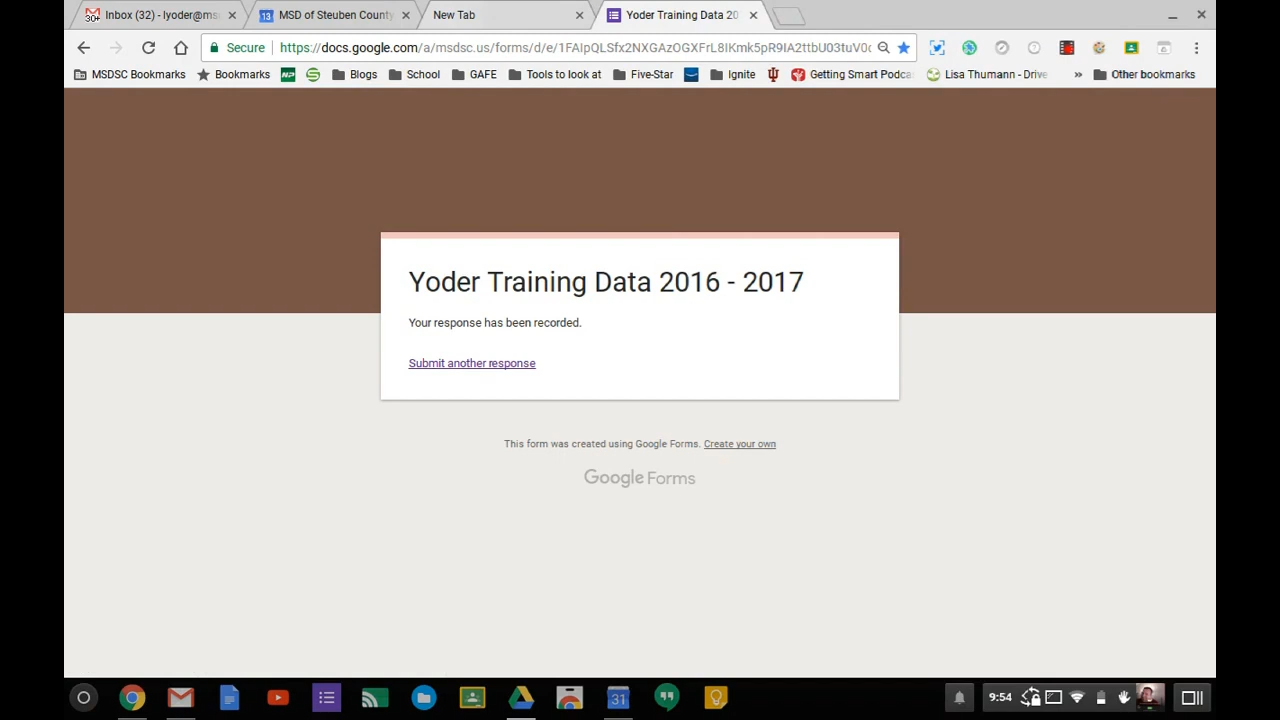 Inbox (32) - lyoder@ms
MSD of Steuben County
New Tab
Yoder Training Data 20
Secure
https://docs.google.com/a/msdsc.us/forms/d/e/
MSDSC Bookmarks
Bookmarks
Blogs
School
GAFE
Tools to look at
Five-Star
Ignite
Getting Smart Podca
Lisa Thumann - Drive
»
Other bookmarks
Yoder Training Data 2016 - 2017
Your response has been recorded.
Submit another response
This form was created using Google Forms. Create your own
Google Forms
31
9:54